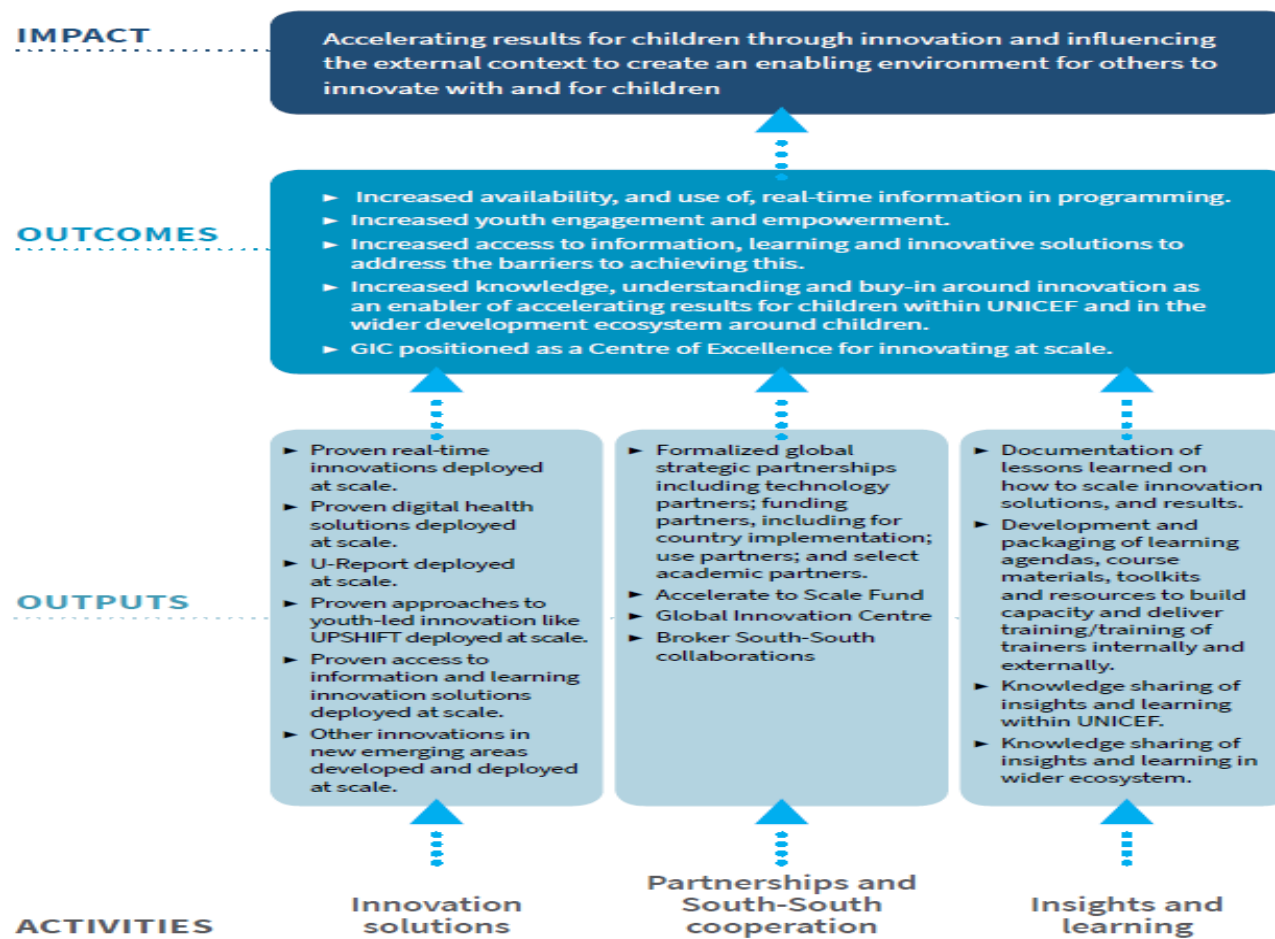 IMPACT
Accelerating results for children through innovation and influencing
the external context to create an enabling environment for others to
innovate with and for children
OUTCOMES
► Increased availability, and use of, real-time information in programming.
► Increased youth engagement and empowerment.
► Increased access to information, learning and innovative solutions to
address the barriers to achieving this.
► Increased knowledge, understanding and buy-in around innovation as
an enabler of accelerating results for children within UNICEF and in the
wider development ecosystem around children.
► GIC positioned as a Centre of Excellence for innovating at scale.
OUTPUTS
► Proven real-time
innovations deployed
at scale.
► Proven digital health
solutions deployed
at scale.
► U-Report deployed
at scale.
► Proven approaches to
youth-led innovation like
UPSHIFT deployed at scale.
► Proven access to
information and learning
innovation solutions
deployed at scale.
► Other innovations in
new emerging areas
developed and deployed
at scale.
► Formalized global
strategic partnerships
including technology
partners; funding
partners, including for
country implementation;
use partners; and select
academic partners.
► Accelerate to Scale Fund
► Global Innovation Centre
► Broker South-South
collaborations
► Documentation of
lessons learned on
how to scale innovation
solutions, and results.
► Development and
packaging of learning
agendas, course
materials, toolkits
and resources to build
capacity and deliver
training/training of
trainers internally and
externally.
► Knowledge sharing of
insights and learning
within UNICEF.
► Knowledge sharing of
insights and learning in
wider ecosystem.
ACTIVITIES
Innovation
solutions
Partnerships and
South-South
cooperation
Insights and
learning